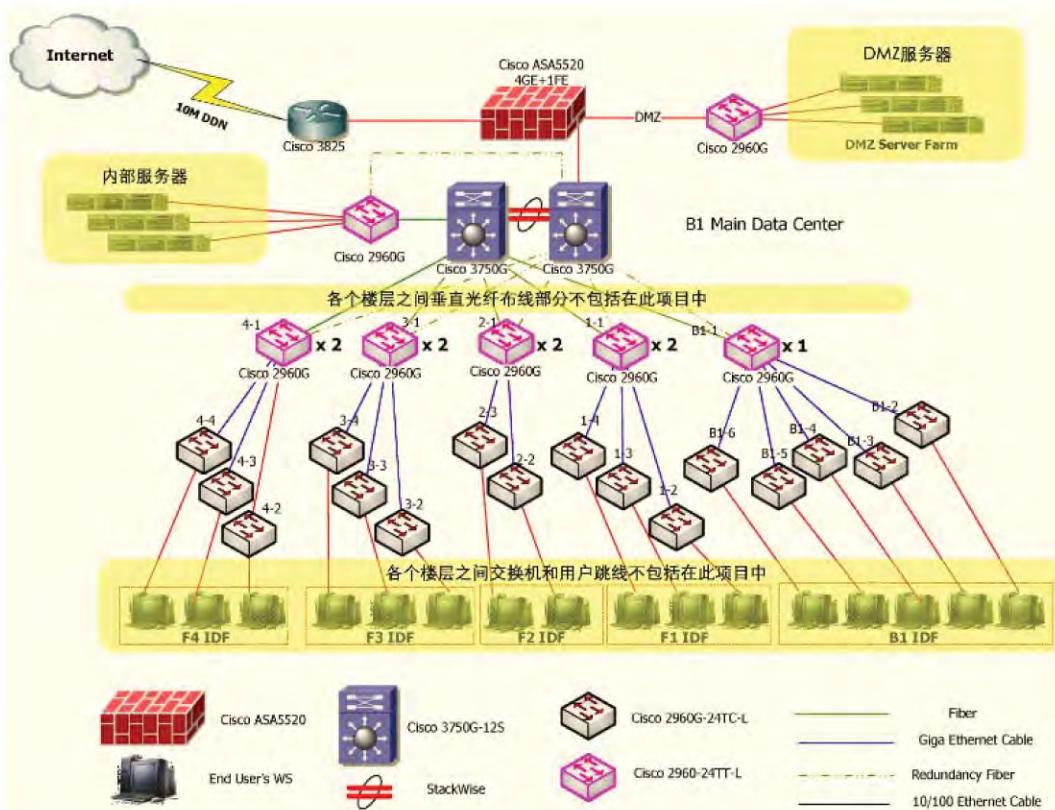 Internet
10M DDN
Cisco 3825
Cisco ASA5520
4GE+1FE
DMZ
Cisco 2960G
DMZ服务器
DMZ Server Farm
内部服务器
Cisco 2960G
Cisco 3750G
Cisco 3750G
B1 Main Data Center
各个楼层之间垂直光纤布线部分不包括在此项目中
4-1
3-1
2-1
1-1
B1-1
x 2
x 2
x 2
x 2
x 1
Cisco 2960G
Cisco 2960G
Cisco 2960G
Cisco 2960G
Cisco 2960G
4-4
4-3
4-2
3-4
3-3
3-2
2-3
2-2
1-4
1-3
1-2
B1-6
B1-5
B1-4
B1-3
B1-2
各个楼层之间交换机和用户跳线不包括在此项目中
F4 IDF
F3 IDF
F2 IDF
F1 IDF
B1 IDF
Cisco ASA5520
End User's WS
Cisco 3750G-12S
StackWise
Cisco 2960G-24TC-L
Cisco 2960-24TT-L
Fiber
Giga Ethernet Cable
Redundancy Fiber
10/100 Ethernet Cable